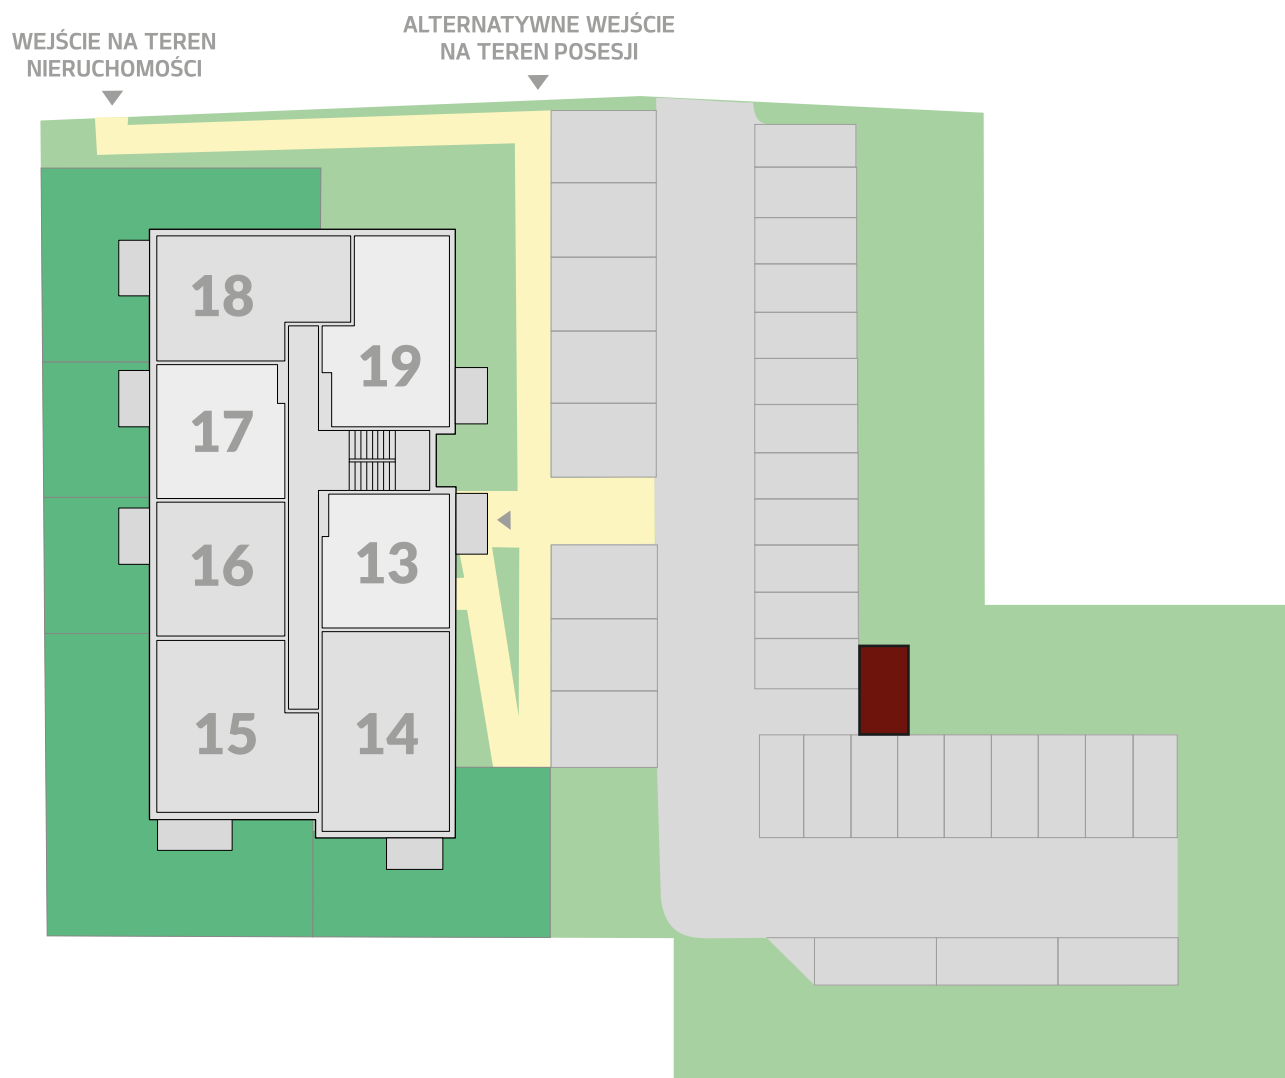 WEJŚCIE NA TEREN
NIERUCHOMOŚCI
ALTERNATYWNE WEJŚCIE
NA TEREN POSESJI
18
19
17
16
13
15
14